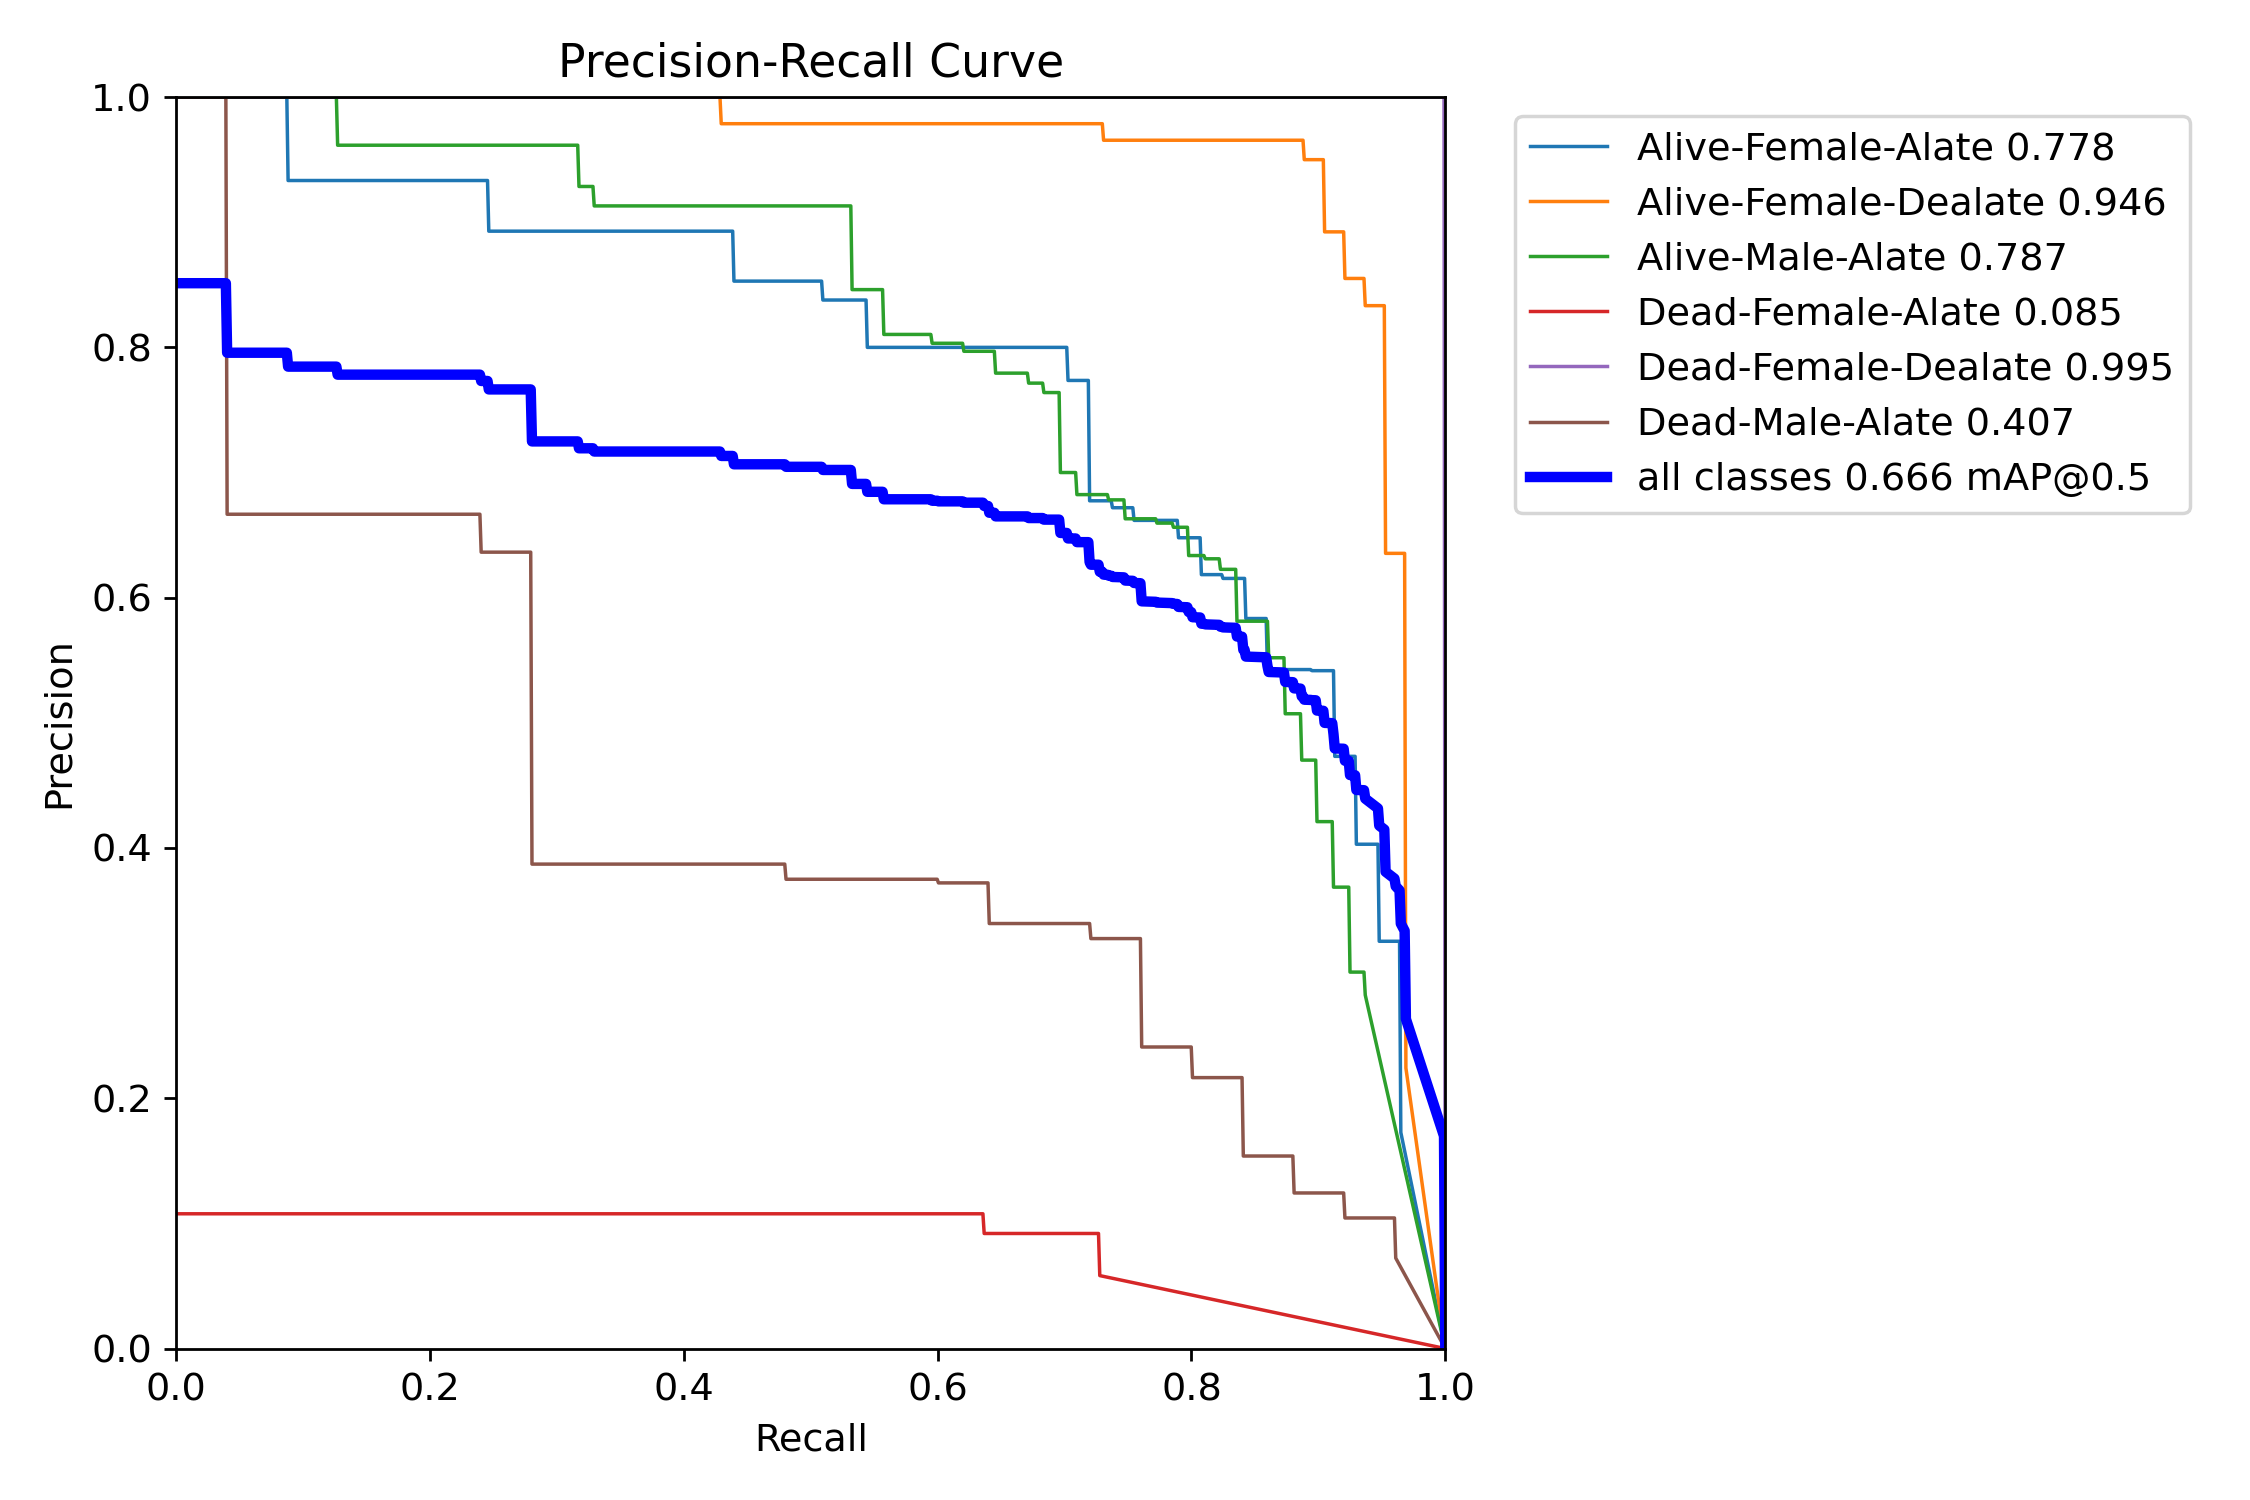 Precision-Recall Curve
1.0
0.8
0.6
0.4
0.2
0.0
Precision
0.0 0.2 0.4 0.6 0.8 1.0
Recall
Alive-Female-Alate 0.778
Alive-Female-Dealate 0.946
Alive-Male-Alate 0.787
Dead-Female-Alate 0.085
Dead-Female-Dealate 0.995
Dead-Male-Alate 0.407
all classes 0.666 mAP@0.5